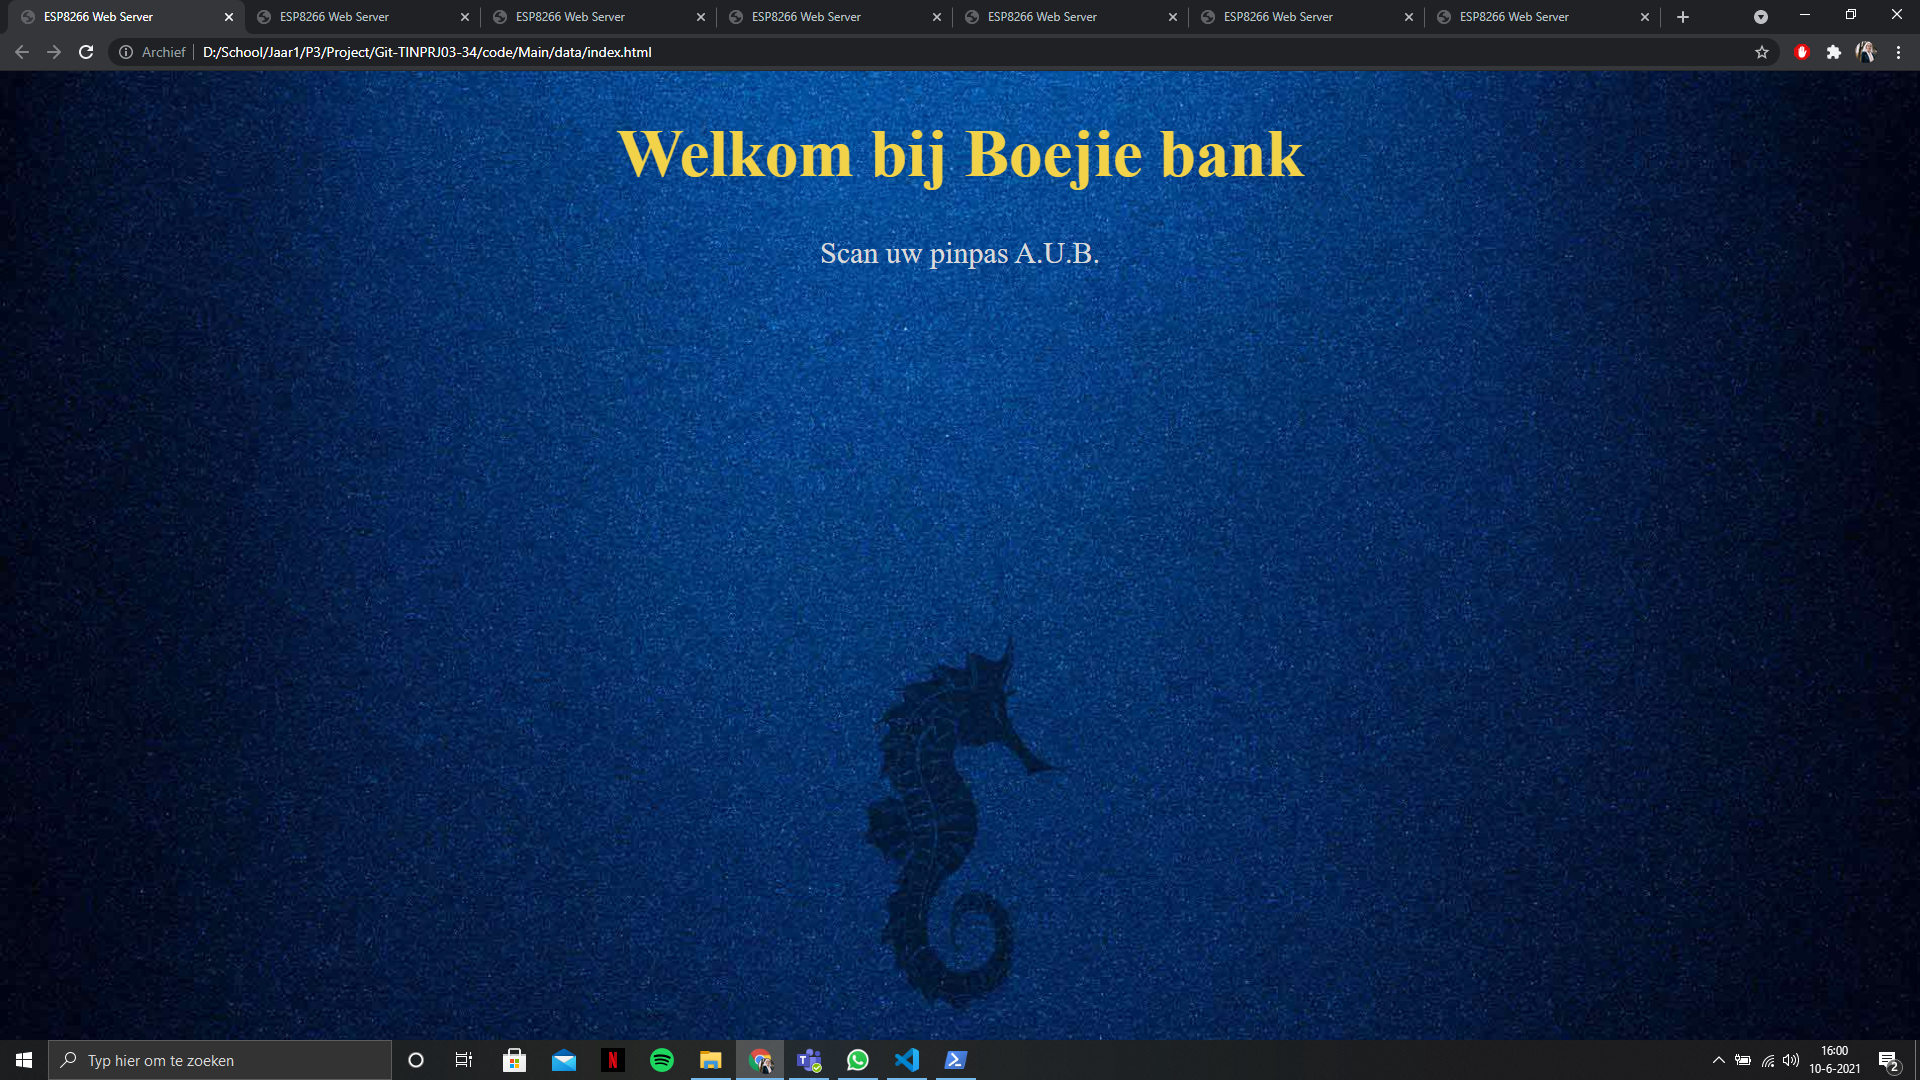 ESP8266 Web Server
ESP8266 Web Server
ESP8266 Web Server
ESP8266 Web Server
ESP8266 Web Server
ESP8266 Web Server
ESP8266 Web Server
Archief
D:/School/Jaar1/P3/Project/Git-TINPRJ03-34/code/Main/data/index.html
Welkom bij Boejie bank
Scan uw pinpas A.U.B.
Typ hier om te zoeken
16:00
10-6-2021
2